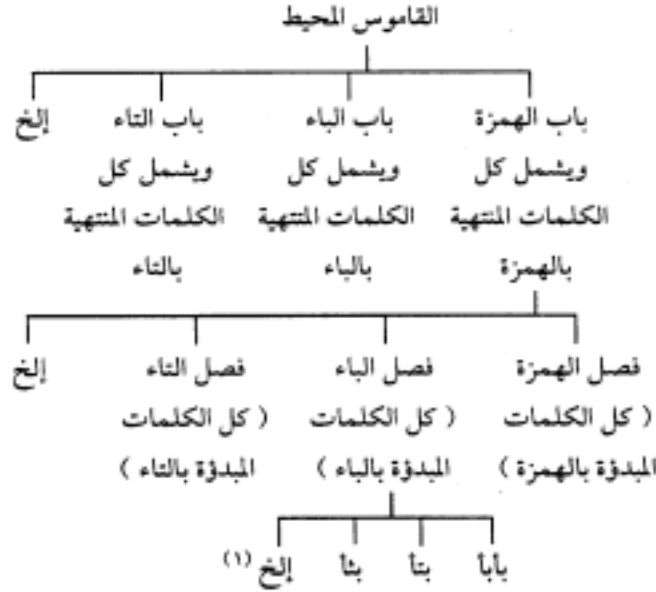 القاموس المحيط
باب الهمزة باب الباء باب التاء إلخ
ويشمل كل ويشمل كل ويشمل كل
الكلمات المنتهية الكلمات المنتهية الكلمات المنتهية
بالهمزة بالباء بالتاء
فصل الهمزة فصل الباء فصل التاء إلخ
( كل الكلمات ( كل الكلمات ( كل الكلمات
المبدؤة بالهمزة ) المبدؤة بالباء ) المبدؤة بالتاء )
بأبأ بتأ بثأ إلخ (١)